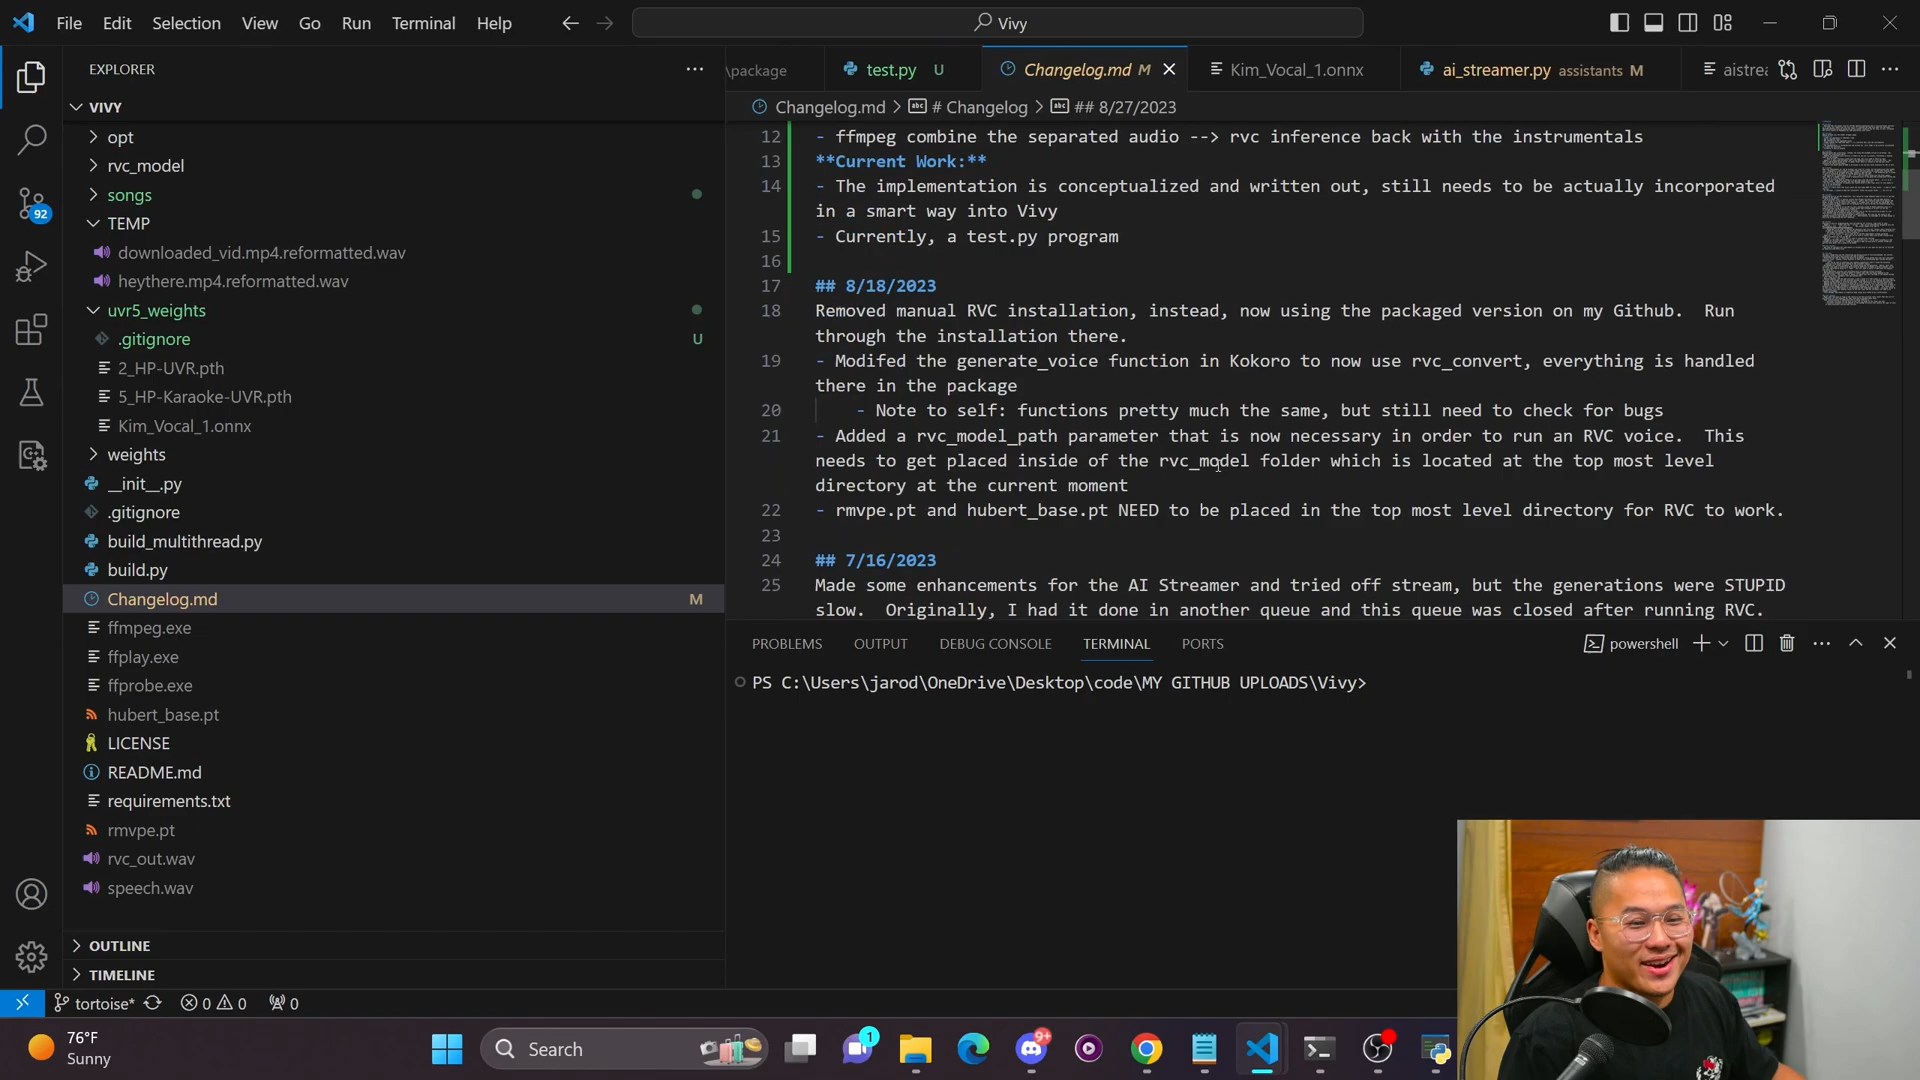 File Edit Selection View Go Run Terminal Help
Vivy
EXPLORER
\package
test.py U
Changelog.md M
Kim_Vocal_1.onnx
ai_streamer.py assistants M
aistrea
VIVY
Changelog.md > # Changelog > ## 8/27/2023
opt
rvc_model
songs
TEMP
downloaded_vid.mp4.reformatted.wav
heythere.mp4.reformatted.wav
uvr5_weights
.gitignore U
2_HP-UVR.pth
5_HP-Karaoke-UVR.pth
Kim_Vocal_1.onnx
weights
__init__.py
.gitignore
build_multithread.py
build.py
Changelog.md M
ffmpeg.exe
ffplay.exe
ffprobe.exe
hubert_base.pt
LICENSE
README.md
requirements.txt
rmvpe.pt
rvc_out.wav
speech.wav
OUTLINE
TIMELINE
92
12 - ffmpeg combine the separated audio --> rvc inference back with the instrumentals
13 **Current Work:**
14 - The implementation is conceptualized and written out, still needs to be actually incorporated
in a smart way into Vivy
15 - Currently, a test.py program
16
17 ## 8/18/2023
18 Removed manual RVC installation, instead, now using the packaged version on my Github.  Run
through the installation there.
19 - Modifed the generate_voice function in Kokoro to now use rvc_convert, everything is handled
there in the package
20 - Note to self: functions pretty much the same, but still need to check for bugs
21 - Added a rvc_model_path parameter that is now necessary in order to run an RVC voice.  This
needs to get placed inside of the rvc_model folder which is located at the top most level
directory at the current moment
22 - rmvpe.pt and hubert_base.pt NEED to be placed in the top most level directory for RVC to work.
23
24 ## 7/16/2023
25 Made some enhancements for the AI Streamer and tried off stream, but the generations were STUPID
slow.  Originally, I had it done in another queue and this queue was closed after running RVC.
PROBLEMS OUTPUT DEBUG CONSOLE TERMINAL PORTS
powershell
PS C:\Users\jarod\OneDrive\Desktop\code\MY GITHUB UPLOADS\Vivy>
tortoise* 0 0 0
76°F
Sunny
Search
1
9+